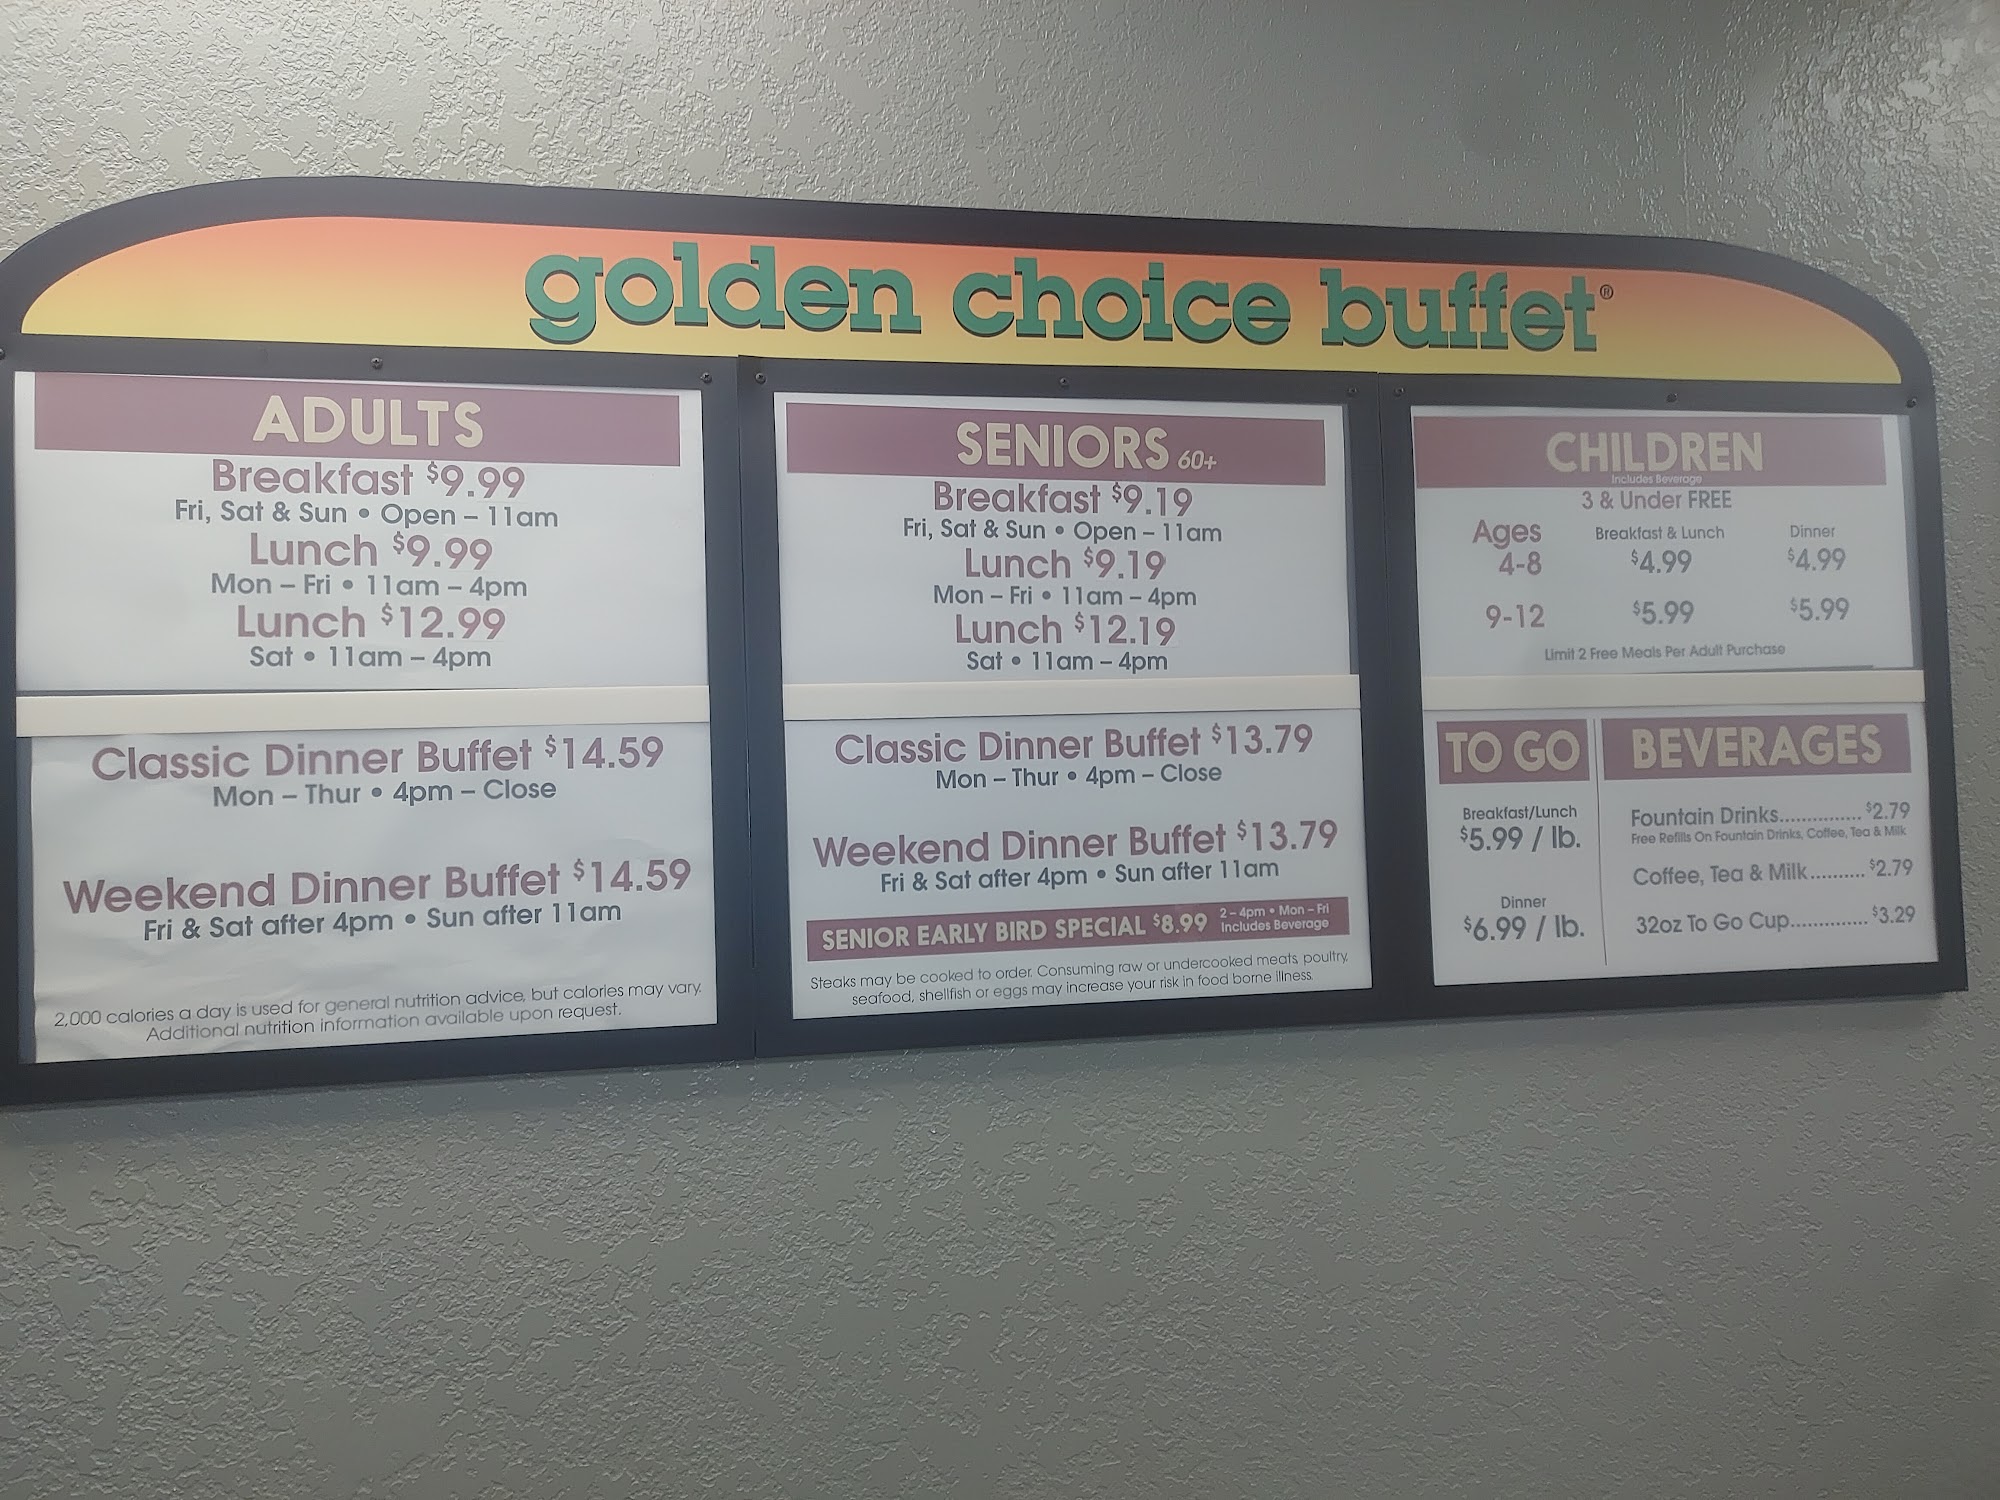 golden choice buffet®
ADULTS
Breakfast $9.99
Fri, Sat & Sun • Open – 11am
Lunch $9.99
Mon – Fri • 11am – 4pm
Lunch $12.99
Sat • 11am – 4pm
Classic Dinner Buffet $14.59
Mon – Thur • 4pm – Close
Weekend Dinner Buffet $14.59
Fri & Sat after 4pm • Sun after 11am
2,000 calories a day is used for general nutrition advice, but calories may vary.
Additional nutrition information available upon request.
SENIORS 60+
Breakfast $9.19
Fri, Sat & Sun • Open – 11am
Lunch $9.19
Mon – Fri • 11am – 4pm
Lunch $12.19
Sat • 11am – 4pm
Classic Dinner Buffet $13.79
Mon – Thur • 4pm – Close
Weekend Dinner Buffet $13.79
Fri & Sat after 4pm • Sun after 11am
SENIOR EARLY BIRD SPECIAL $8.99 2 – 4pm • Mon – Fri
Includes Beverage
Steaks may be cooked to order. Consuming raw or undercooked meats, poultry,
seafood, shellfish or eggs may increase your risk in food borne illness.
CHILDREN
Includes Beverage
3 & Under FREE
Ages Breakfast & Lunch Dinner
4-8 $4.99 $4.99
9-12 $5.99 $5.99
Limit 2 Free Meals Per Adult Purchase
TO GO
Breakfast/Lunch
$5.99 / lb.
Dinner
$6.99 / lb.
BEVERAGES
Fountain Drinks.............. $2.79
Free Refills On Fountain Drinks, Coffee, Tea & Milk
Coffee, Tea & Milk.......... $2.79
32oz To Go Cup.............. $3.29